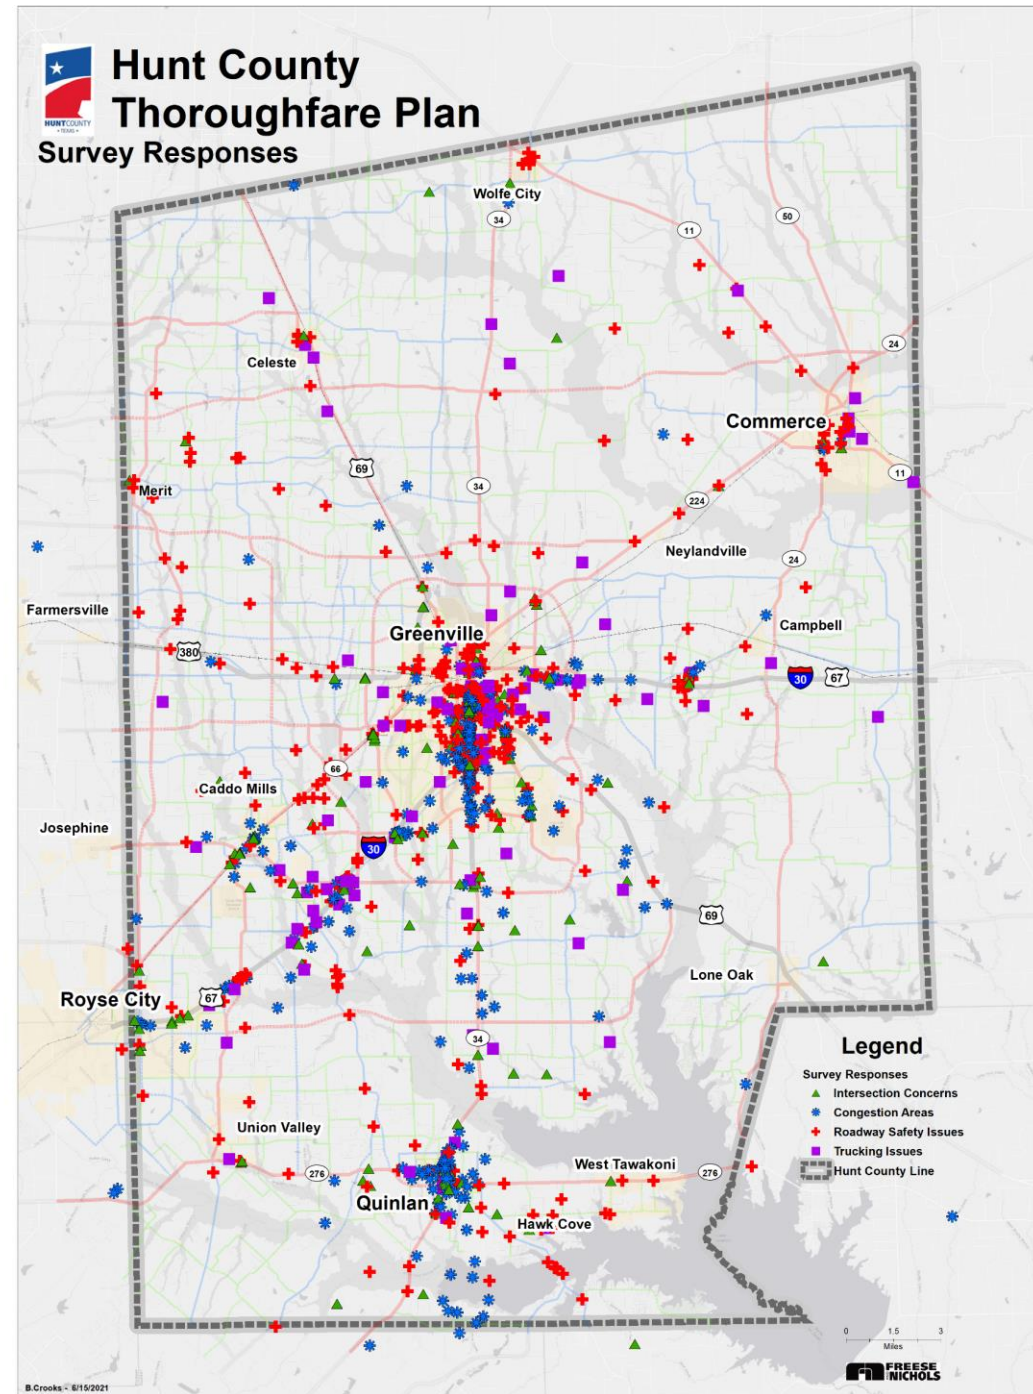 Hunt County
Thoroughfare Plan
Survey Responses
HUNTCOUNTY
• TEXAS •
Wolfe City
34
50
11
24
Celeste
Commerce
69
Merit
34
11
224
Neylandville
24
Farmersville
Campbell
Greenville
380
30
67
66
Caddo Mills
Josephine
30
69
Lone Oak
Royse City
67
34
Legend
Survey Responses
Intersection Concerns
Congestion Areas
Roadway Safety Issues
Trucking Issues
Hunt County Line
Union Valley
West Tawakoni
276
276
Quinlan
Hawk Cove
0 1.5 3
Miles
FREESE
NICHOLS
B.Crooks - 6/15/2021